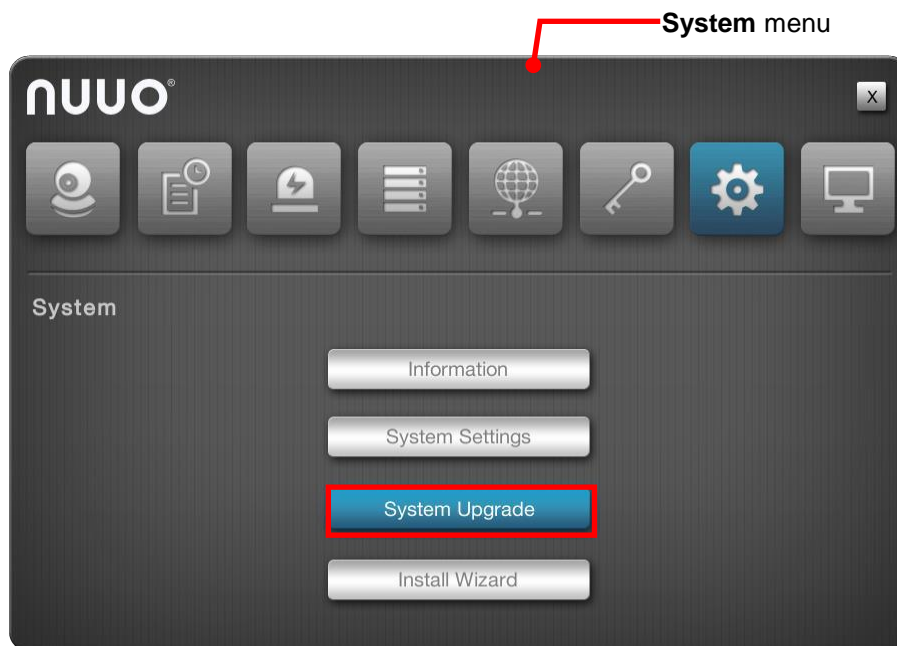 System menu
nuuo®
X
System
Information
System Settings
System Upgrade
Install Wizard